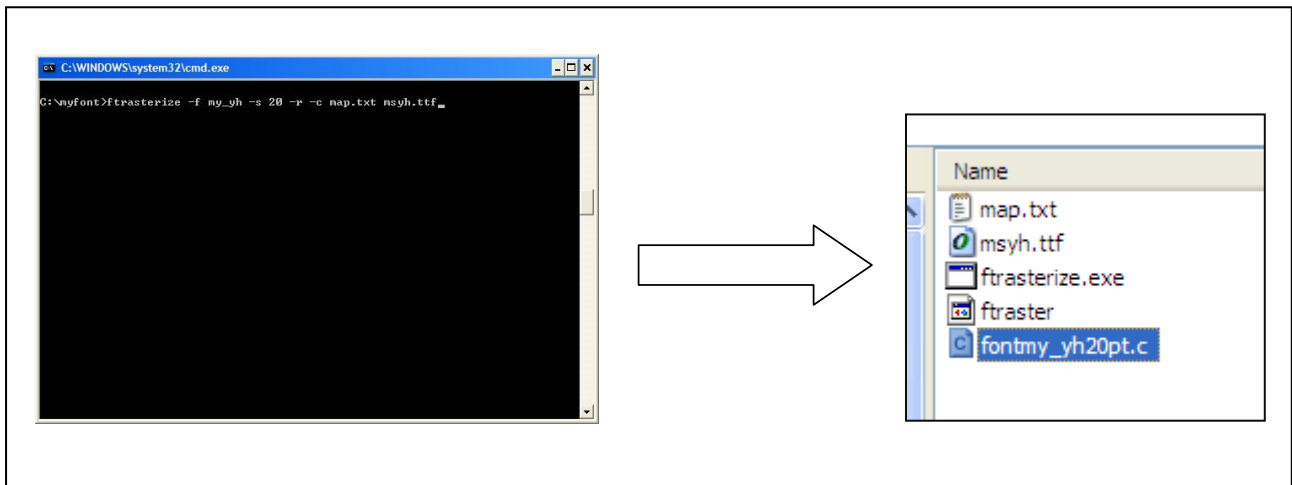 C:\WINDOWS\system32\cmd.exe
C:\myfont>ftrasterize -f my_yh -s 20 -r -c map.txt msyh.ttf_
Name
map.txt
msyh.ttf
ftrasterize.exe
ftraster
fontmy_yh20pt.c